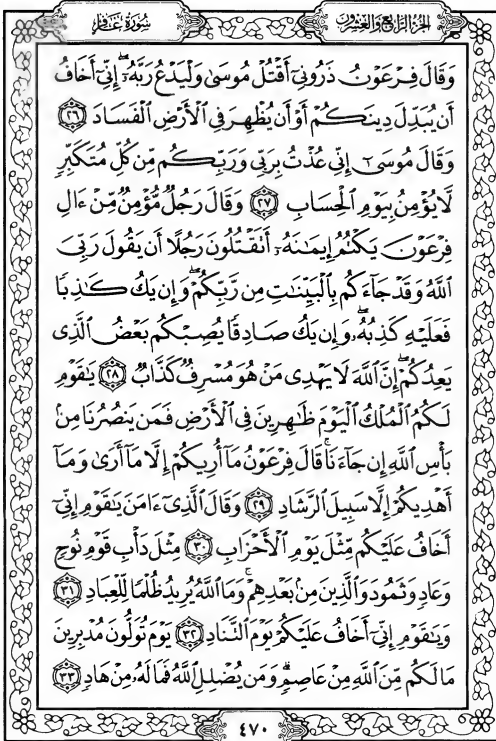 الجزء الرابع والعشرون
سورة غافر
وَقَالَ فِرْعَوْنُ ذَرُونِىٓ أَقْتُلْ مُوسَىٰ وَلْيَدْعُ رَبَّهُۥٓ ۖ إِنِّىٓ أَخَافُ
أَن يُبَدِّلَ دِينَكُمْ أَوْ أَن يُظْهِرَ فِى ٱلْأَرْضِ ٱلْفَسَادَ ٢٦
وَقَالَ مُوسَىٰٓ إِنِّى عُذْتُ بِرَبِّى وَرَبِّكُم مِّن كُلِّ مُتَكَبِّرٍ
لَّا يُؤْمِنُ بِيَوْمِ ٱلْحِسَابِ ٢٧ وَقَالَ رَجُلٌ مُّؤْمِنٌ مِّنْ ءَالِ
فِرْعَوْنَ يَكْتُمُ إِيمَٰنَهُۥٓ أَتَقْتُلُونَ رَجُلًا أَن يَقُولَ رَبِّىَ
ٱللَّهُ وَقَدْ جَآءَكُم بِٱلْبَيِّنَٰتِ مِن رَّبِّكُمْ ۖ وَإِن يَكُ كَٰذِبًا
فَعَلَيْهِ كَذِبُهُۥ ۖ وَإِن يَكُ صَادِقًا يُصِبْكُم بَعْضُ ٱلَّذِى
يَعِدُكُمْ ۖ إِنَّ ٱللَّهَ لَا يَهْدِى مَنْ هُوَ مُسْرِفٌ كَذَّابٌ ٢٨ يَٰقَوْمِ
لَكُمُ ٱلْمُلْكُ ٱلْيَوْمَ ظَٰهِرِينَ فِى ٱلْأَرْضِ فَمَن يَنصُرُنَا مِنۢ
بَأْسِ ٱللَّهِ إِن جَآءَنَا ۚ قَالَ فِرْعَوْنُ مَآ أُرِيكُمْ إِلَّا مَآ أَرَىٰ وَمَآ
أَهْدِيكُمْ إِلَّا سَبِيلَ ٱلرَّشَادِ ٢٩ وَقَالَ ٱلَّذِىٓ ءَامَنَ يَٰقَوْمِ إِنِّىٓ
أَخَافُ عَلَيْكُم مِّثْلَ يَوْمِ ٱلْأَحْزَابِ ٣٠ مِثْلَ دَأْبِ قَوْمِ نُوحٍ
وَعَادٍ وَثَمُودَ وَٱلَّذِينَ مِنۢ بَعْدِهِمْ ۚ وَمَا ٱللَّهُ يُرِيدُ ظُلْمًا لِّلْعِبَادِ ٣١
وَيَٰقَوْمِ إِنِّىٓ أَخَافُ عَلَيْكُمْ يَوْمَ ٱلتَّنَادِ ٣٢ يَوْمَ تُوَلُّونَ مُدْبِرِينَ
مَا لَكُم مِّنَ ٱللَّهِ مِنْ عَاصِمٍ ۗ وَمَن يُضْلِلِ ٱللَّهُ فَمَا لَهُۥ مِنْ هَادٍ ٣٣
٤٧٠